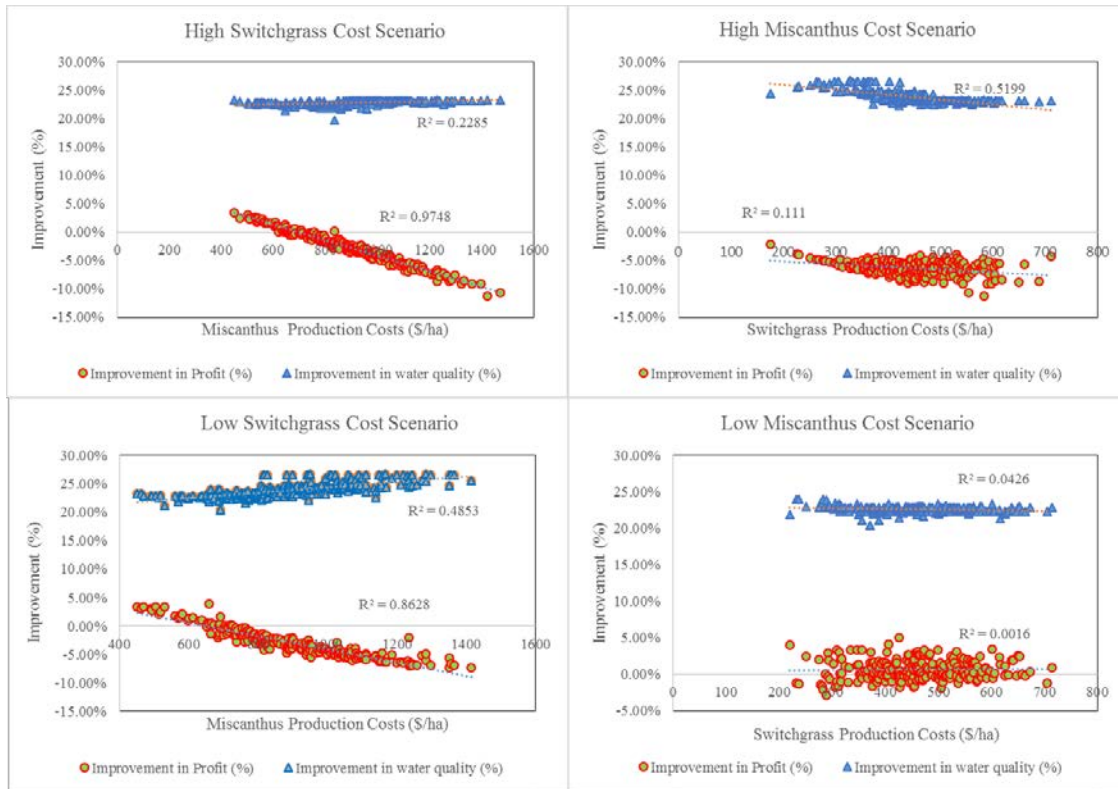 High Switchgrass Cost Scenario
30.00%
25.00%
20.00%
15.00%
10.00%
5.00%
0.00%
-5.00%
-10.00%
-15.00%
Improvement (%)
R² = 0.2285
R² = 0.9748
0 200 400 600 800 1000 1200 1400 1600
Miscanthus Production Costs ($/ha)
Improvement in Profit (%) Improvement in water quality (%)
High Miscanthus Cost Scenario
30.00%
25.00%
20.00%
15.00%
10.00%
5.00%
0.00%
-5.00%
-10.00%
-15.00%
Improvement (%)
R² = 0.5199
R² = 0.111
0 100 200 300 400 500 600 700 800
Switchgrass Production Costs ($/ha)
Improvement in Profit (%) Improvement in water quality (%)
Low Switchgrass Cost Scenario
30.00%
25.00%
20.00%
15.00%
10.00%
5.00%
0.00%
-5.00%
-10.00%
-15.00%
Improvement (%)
R² = 0.4853
R² = 0.8628
400 600 800 1000 1200 1400 1600
Miscanthus Production Costs ($/ha)
Improvement in Profit (%) Improvement in water quality (%)
Low Miscanthus Cost Scenario
30.00%
25.00%
20.00%
15.00%
10.00%
5.00%
0.00%
-5.00%
Improvement (%)
R² = 0.0426
R² = 0.0016
0 100 200 300 400 500 600 700 800
Switchgrass Production Costs ($/ha)
Improvement in Profit (%) Improvement in water quality (%)